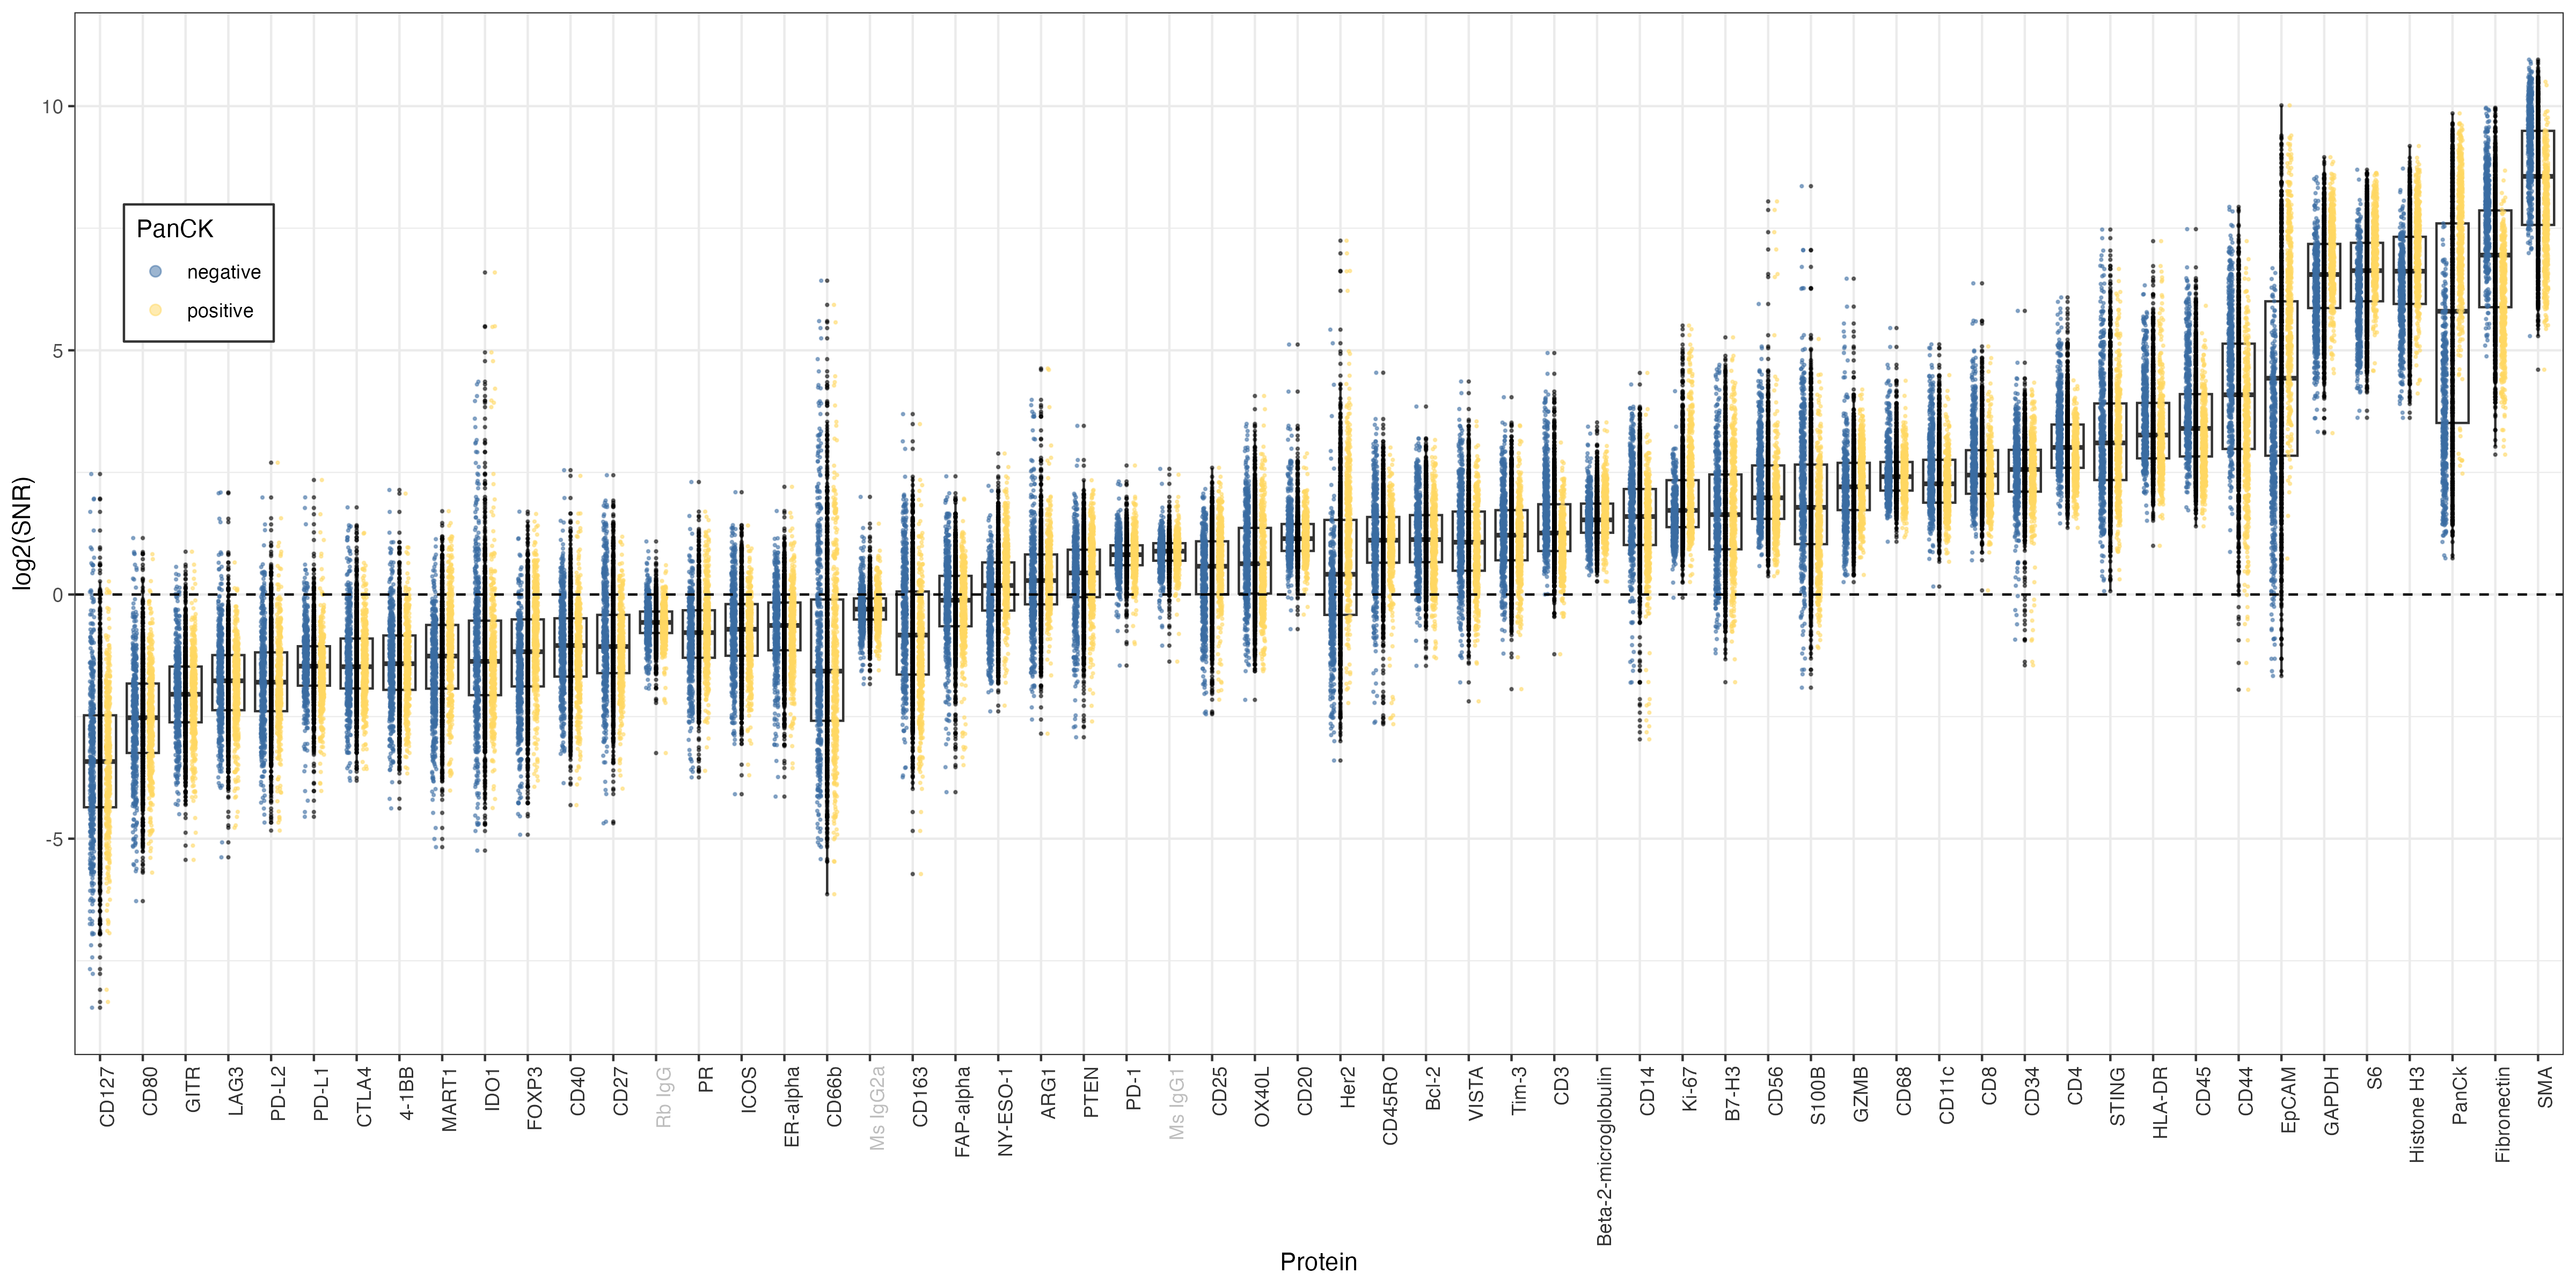 log2(SNR)
10
5
0
-5
PanCK
negative
positive
CD127
CD80
GITR
LAG3
PD-L2
PD-L1
CTLA4
4-1BB
MART1
IDO1
FOXP3
CD40
CD27
Rb IgG
PR
ICOS
ER-alpha
CD66b
Ms IgG2a
CD163
FAP-alpha
NY-ESO-1
ARG1
PTEN
PD-1
Ms IgG1
CD25
OX40L
CD20
Her2
CD45RO
Bcl-2
VISTA
Tim-3
CD3
Beta-2-microglobulin
CD14
Ki-67
B7-H3
CD56
S100B
GZMB
CD68
CD11c
CD8
CD34
CD4
STING
HLA-DR
CD45
CD44
EpCAM
GAPDH
S6
Histone H3
PanCk
Fibronectin
SMA
Protein